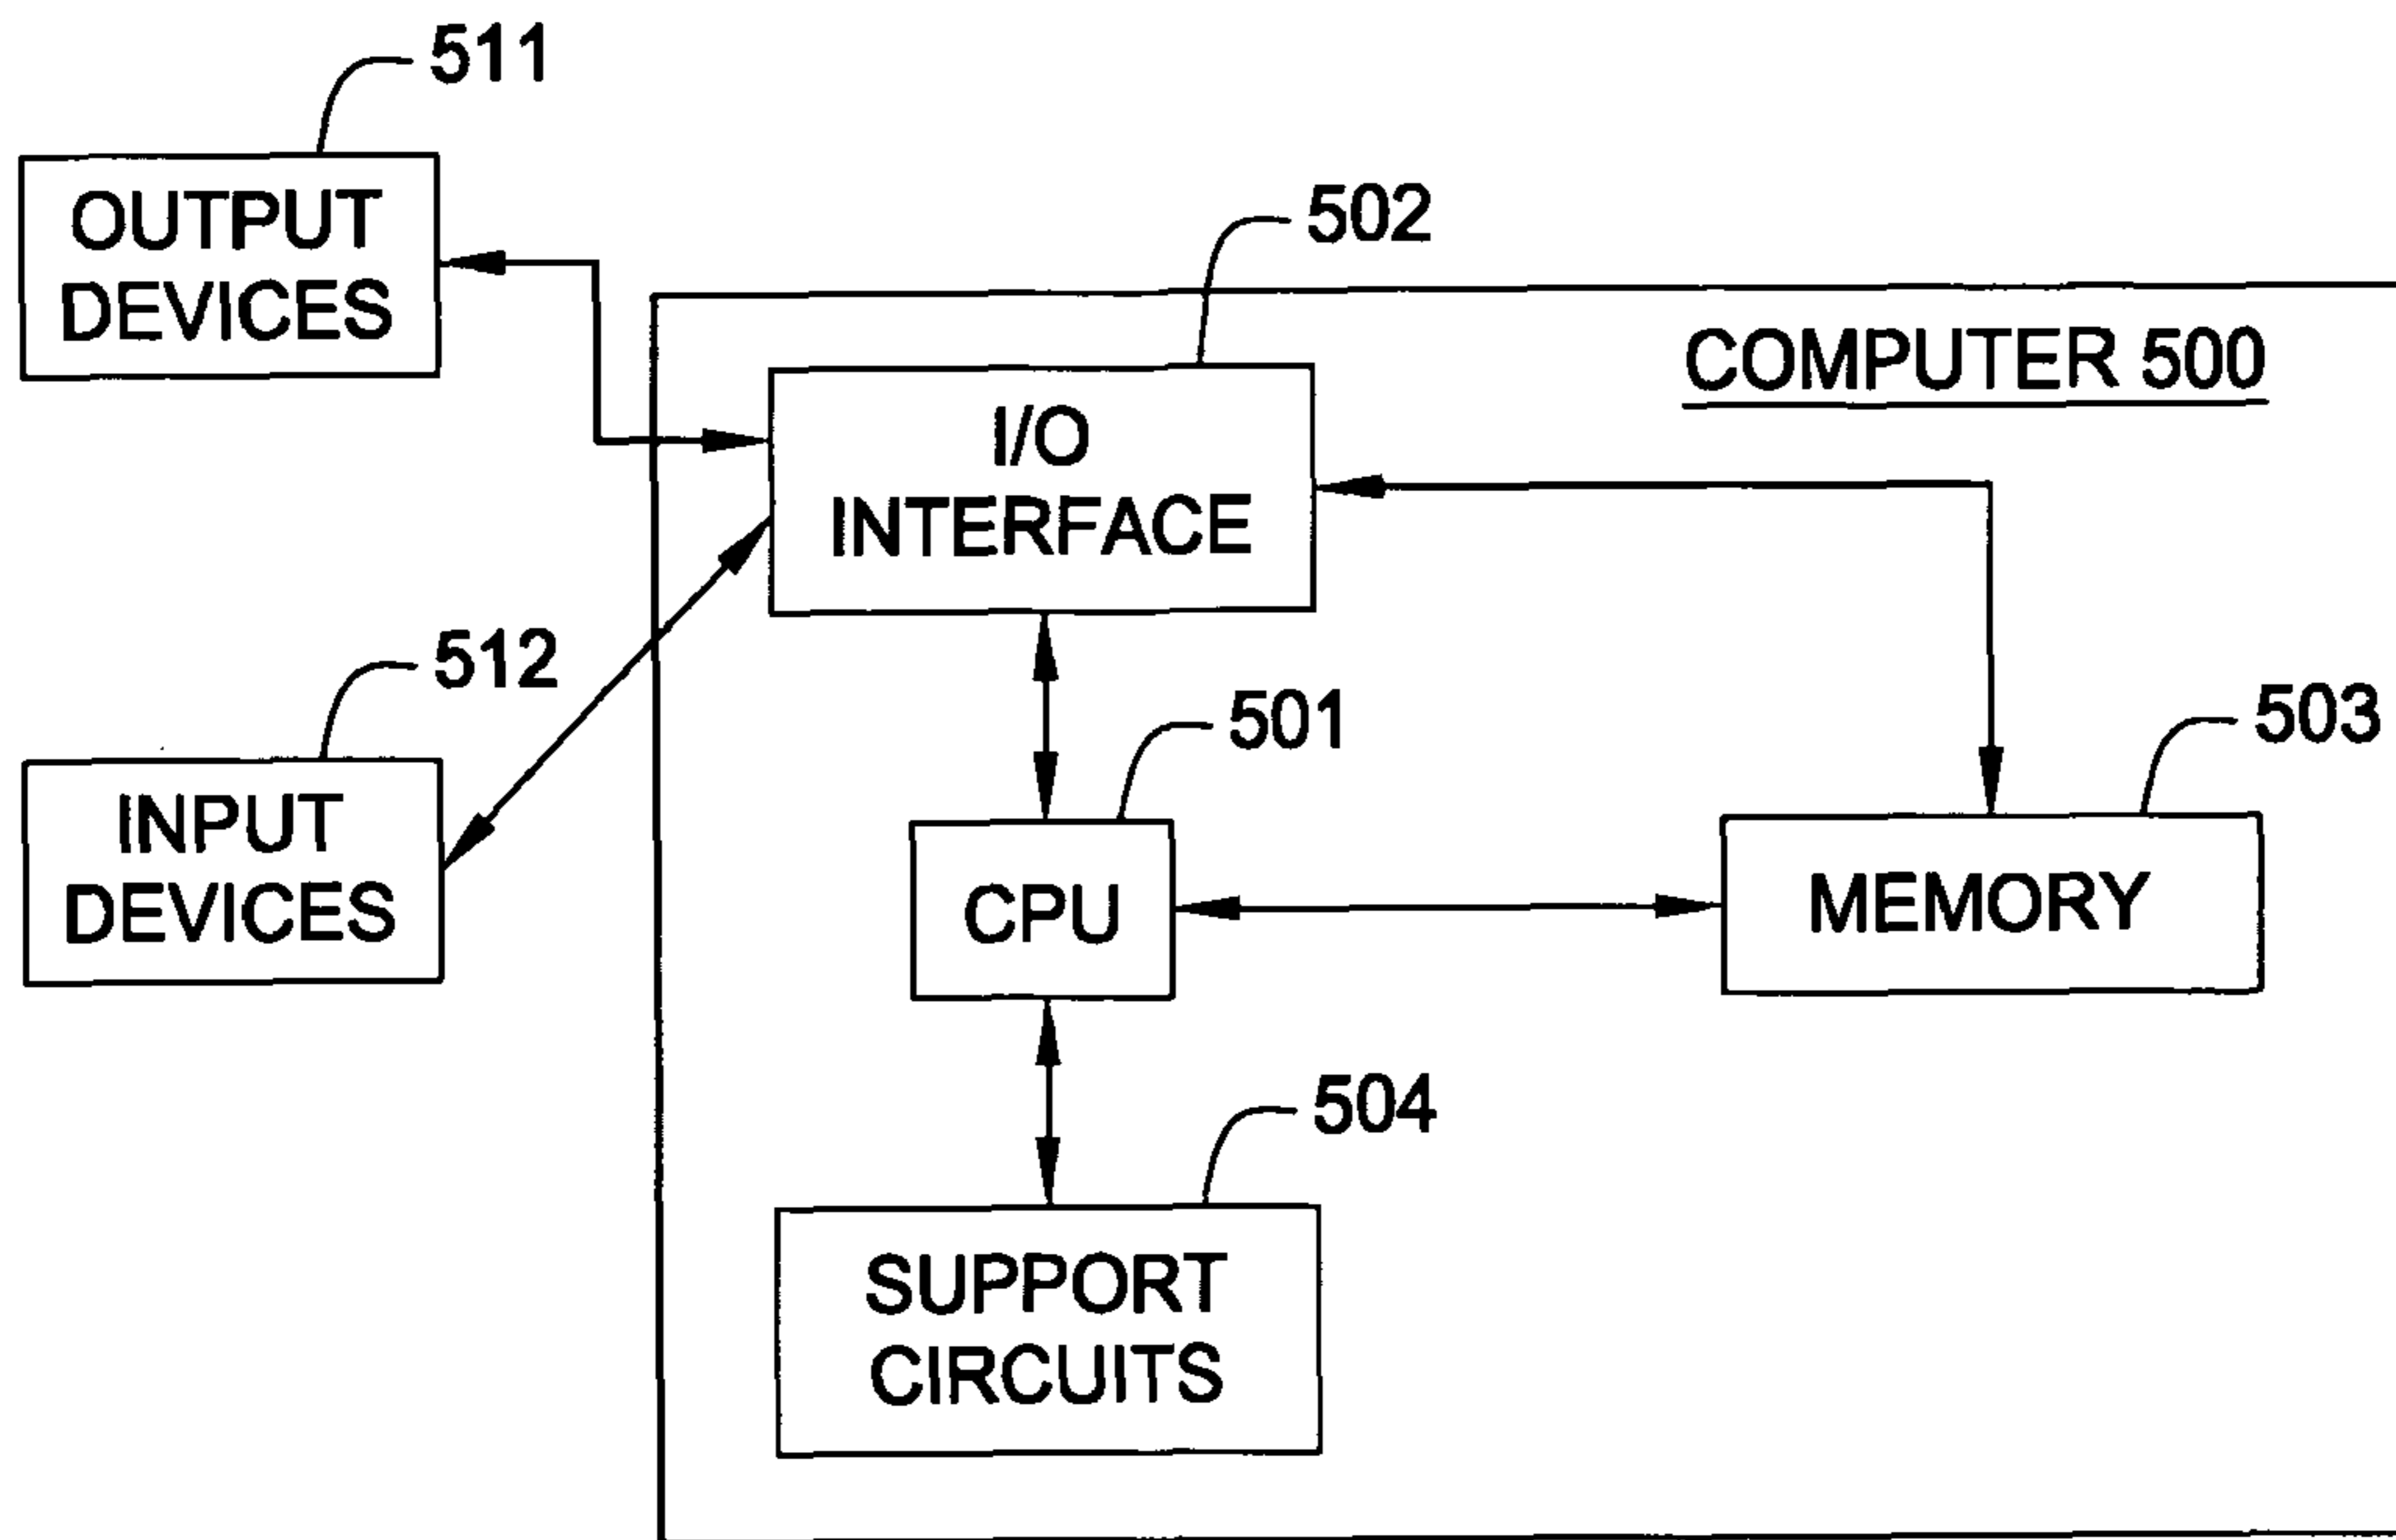 511
OUTPUT
DEVICES
502
COMPUTER 500
I/O
INTERFACE
512
INPUT
DEVICES
501
CPU
503
MEMORY
504
SUPPORT
CIRCUITS